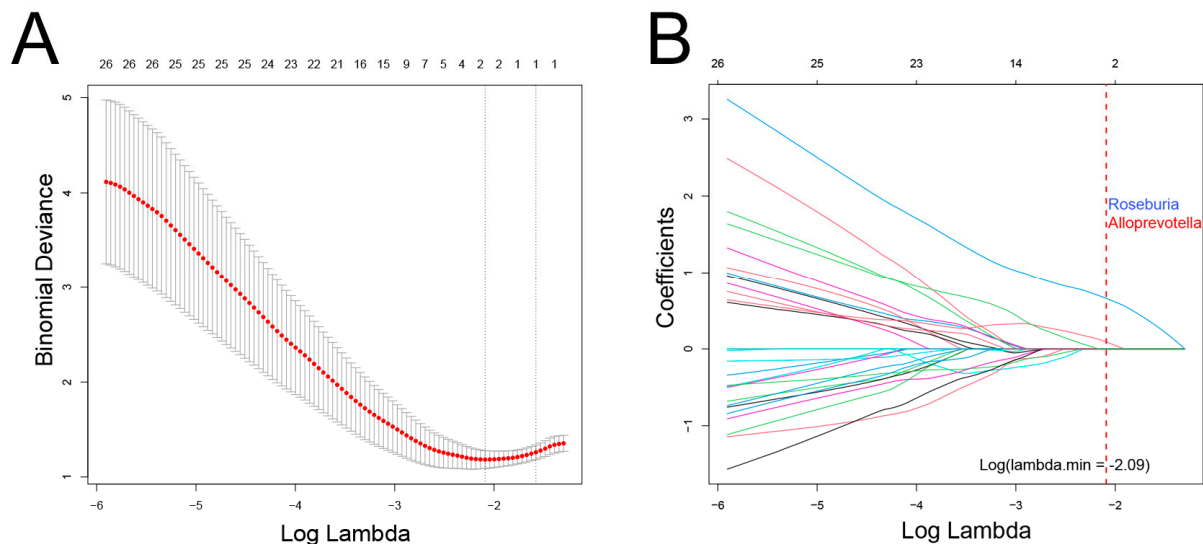 A
26 26 26 25 25 25 25 24 23 22 21 16 15 9 7 5 4 2 2 1 1 1
5
4
3
2
1
Binomial Deviance
−6 −5 −4 −3 −2
Log Lambda
B
26 25 23 14 2
3
2
1
0
−1
Coefficients
Roseburia
Alloprevotella
Log(lambda.min = -2.09)
−6 −5 −4 −3 −2
Log Lambda